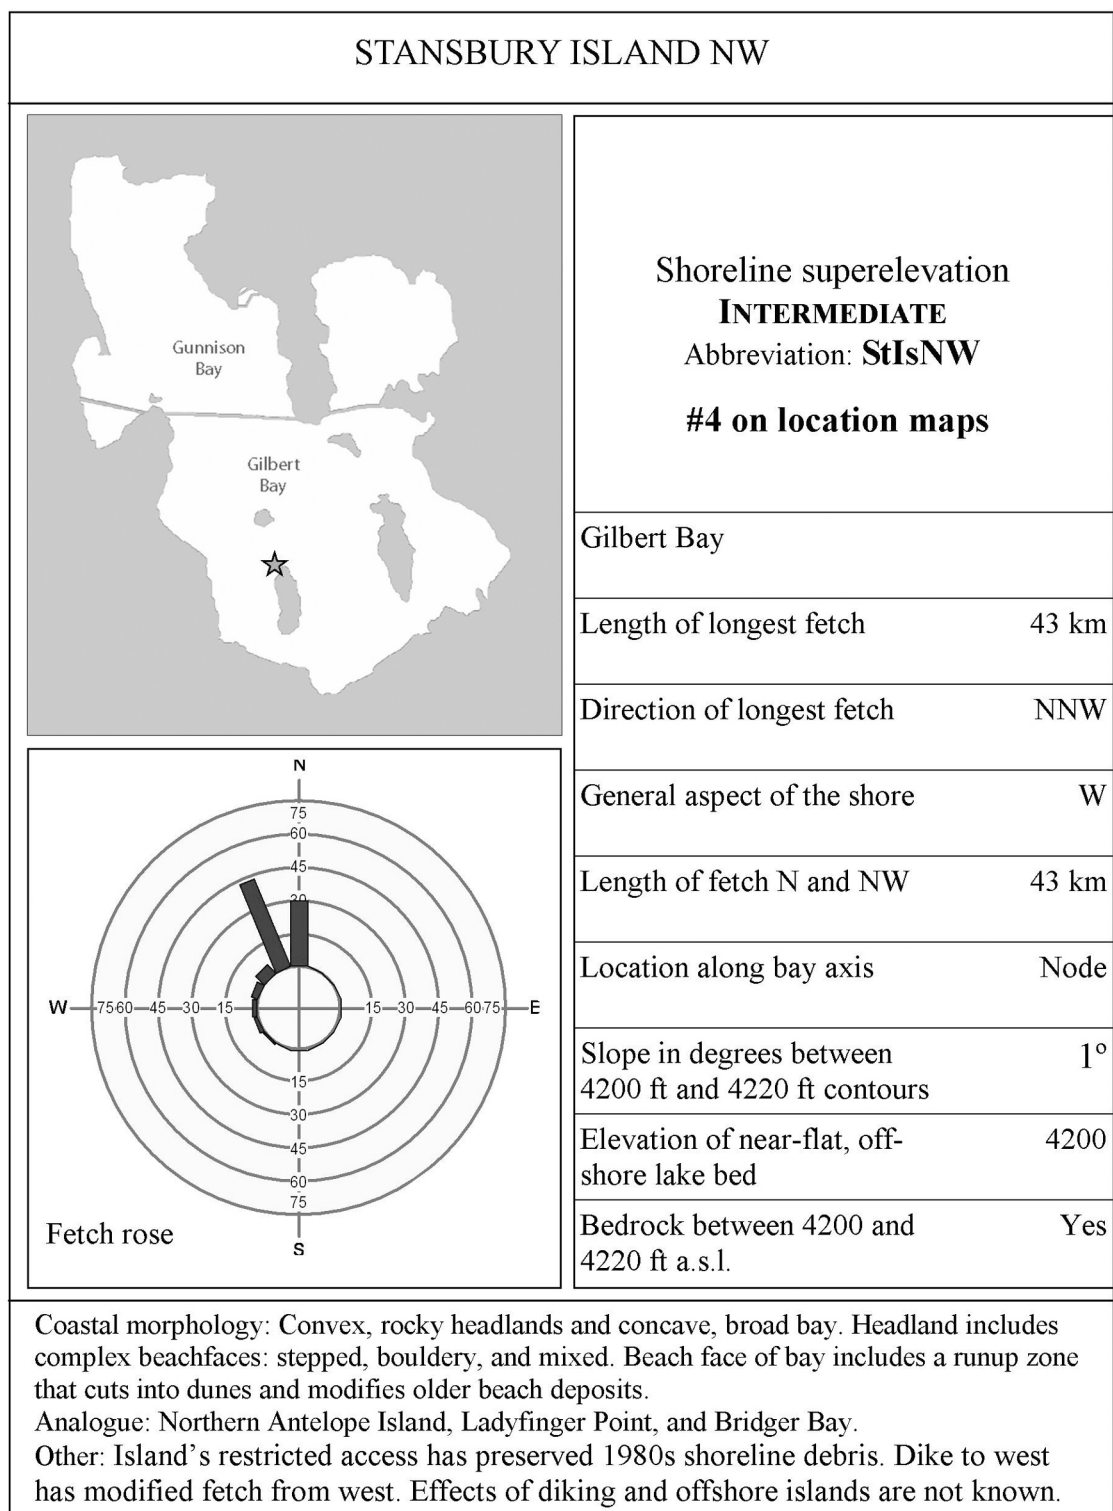 STANSBURY ISLAND NW
Gunnison
Bay
Gilbert
Bay
Shoreline superelevation
INTERMEDIATE
Abbreviation: StIsNW
#4 on location maps
Gilbert Bay
Length of longest fetch 43 km
Direction of longest fetch NNW
General aspect of the shore W
Length of fetch N and NW 43 km
Location along bay axis Node
Slope in degrees between 1º
4200 ft and 4220 ft contours
Elevation of near-flat, off- 4200
shore lake bed
Bedrock between 4200 and Yes
4220 ft a.s.l.
N
75
60
45
30
W 75 60 45 30 15 15 30 45 60 75 E
15
30
45
60
75
S
Fetch rose
Coastal morphology: Convex, rocky headlands and concave, broad bay. Headland includes
complex beachfaces: stepped, bouldery, and mixed. Beach face of bay includes a runup zone
that cuts into dunes and modifies older beach deposits.
Analogue: Northern Antelope Island, Ladyfinger Point, and Bridger Bay.
Other: Island’s restricted access has preserved 1980s shoreline debris. Dike to west
has modified fetch from west. Effects of diking and offshore islands are not known.